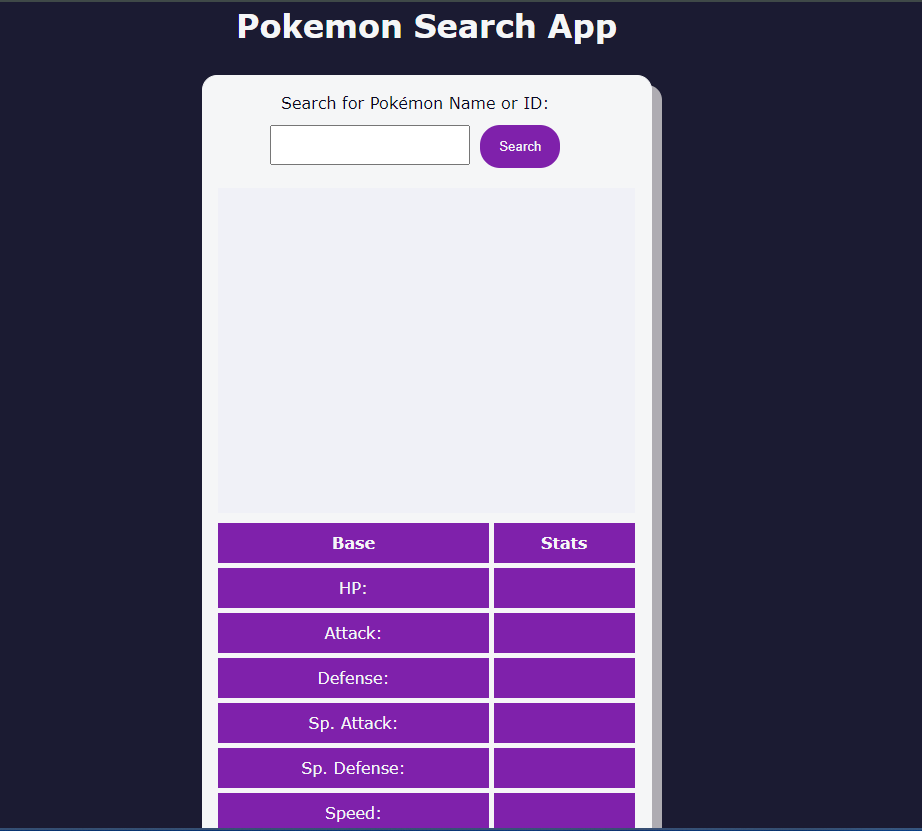 Pokemon Search App
Search for Pokémon Name or ID:
Search
Base Stats
HP:
Attack:
Defense:
Sp. Attack:
Sp. Defense:
Speed: